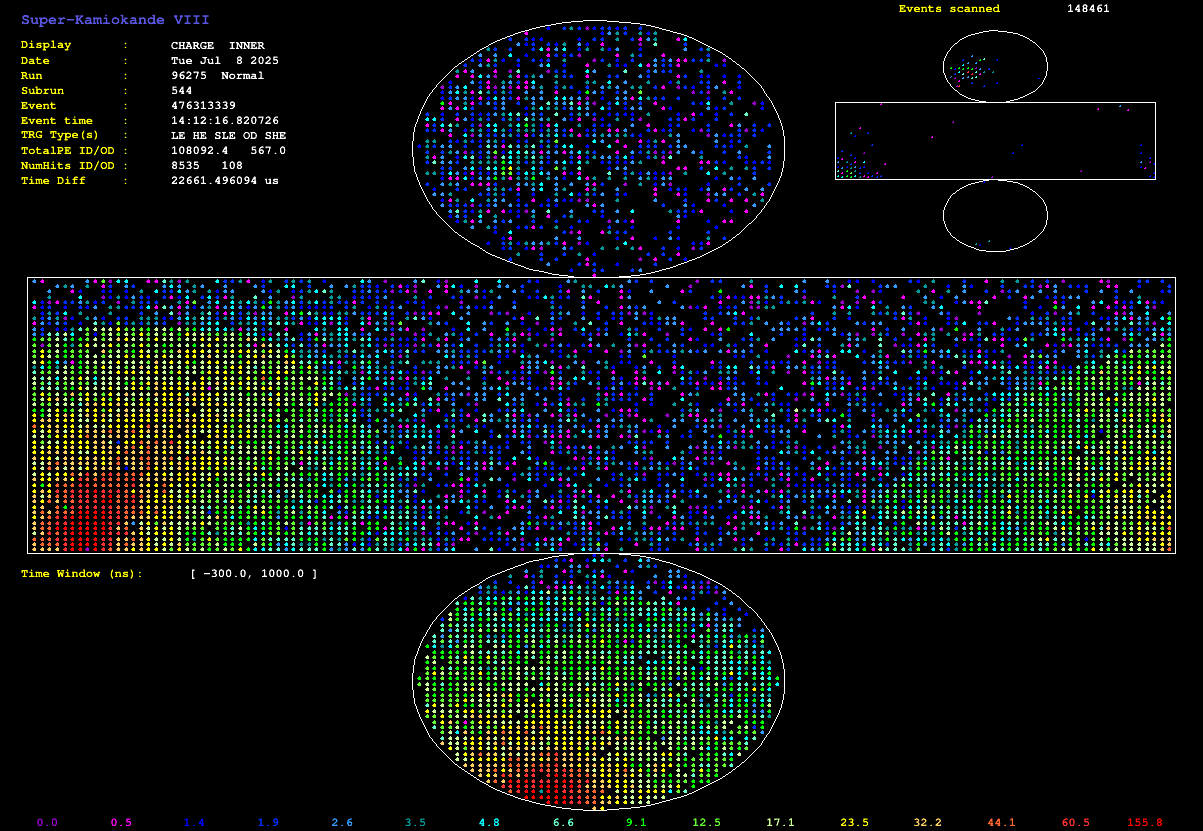 Super-Kamiokande VIII
Display : CHARGE INNER
Date : Tue Jul 8 2025
Run : 96275 Normal
Subrun : 544
Event : 476313339
Event time : 14:12:16.820726
TRG Type(s) : LE HE SLE OD SHE
TotalPE ID/OD : 108092.4 567.0
NumHits ID/OD : 8535 108
Time Diff : 22661.496094 us
Events scanned 148461
Time Window (ns): [ -300.0, 1000.0 ]
0.0 0.5 1.4 1.9 2.6 3.5 4.8 6.6 9.1 12.5 17.1 23.5 32.2 44.1 60.5 155.8